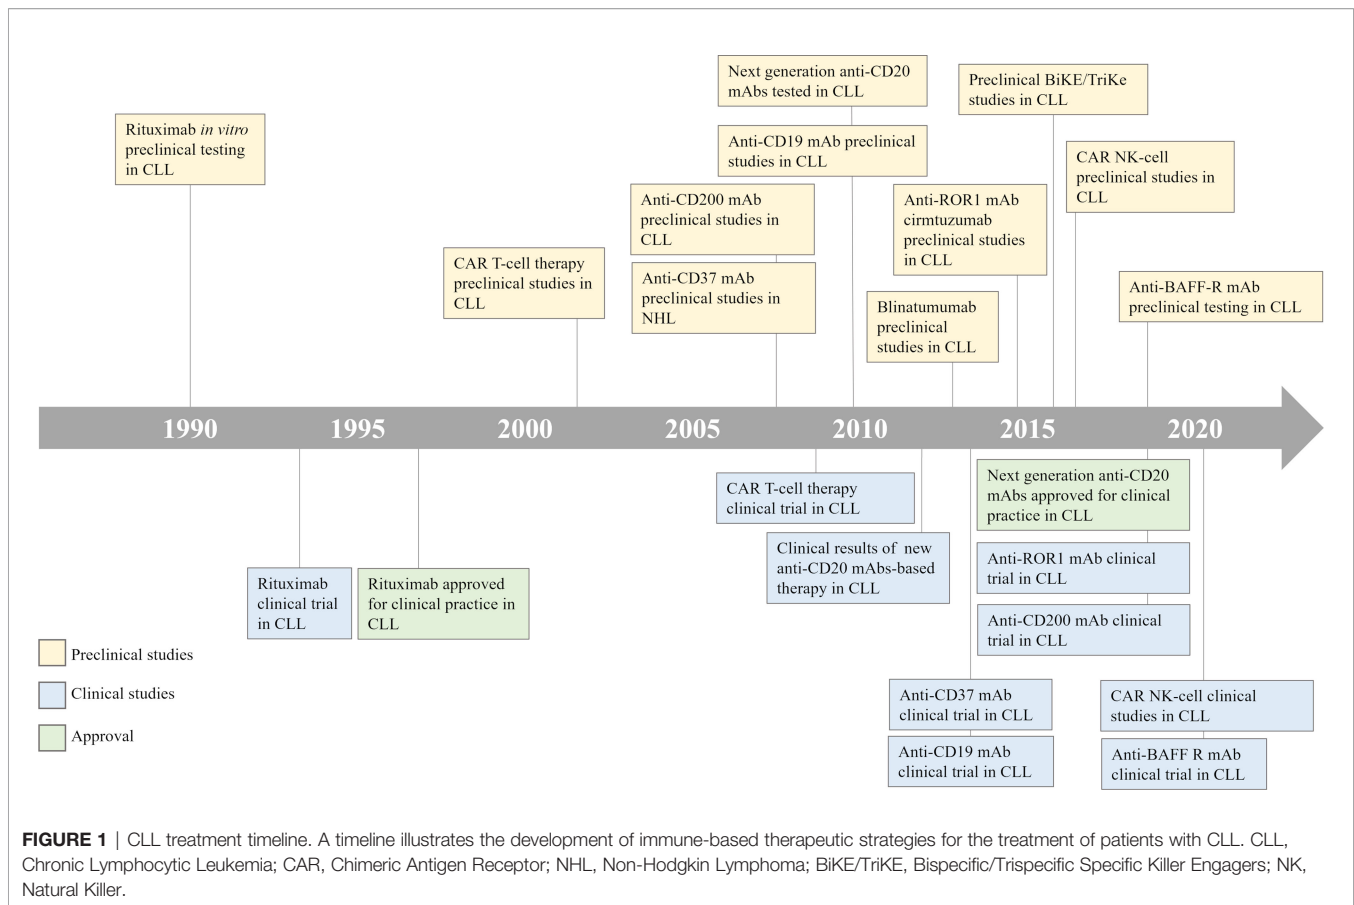 Next generation anti-CD20
mAbs tested in CLL
Preclinical BiKE/TriKe
studies in CLL
Rituximab in vitro
preclinical testing
in CLL
Anti-CD19 mAb preclinical
studies in CLL
CAR NK-cell
preclinical studies in
CLL
Anti-CD200 mAb
preclinical studies in
CLL
Anti-ROR1 mAb
cirmtuzumab
preclinical studies
in CLL
CAR T-cell therapy
preclinical studies in
CLL
Anti-CD37 mAb
preclinical studies in
NHL
Blinatumumab
preclinical
studies in CLL
Anti-BAFF-R mAb
preclinical testing in CLL
1990 1995 2000 2005 2010 2015 2020
CAR T-cell therapy
clinical trial in CLL
Next generation anti-CD20
mAbs approved for clinical
practice in CLL
Clinical results of new
anti-CD20 mAbs-based
therapy in CLL
Anti-ROR1 mAb clinical
trial in CLL
Rituximab
clinical trial
in CLL
Rituximab approved
for clinical practice in
CLL
Anti-CD200 mAb clinical
trial in CLL
Preclinical studies
Clinical studies
Approval
Anti-CD37 mAb
clinical trial in CLL
CAR NK-cell clinical
studies in CLL
Anti-CD19 mAb
clinical trial in CLL
Anti-BAFF R mAb
clinical trial in CLL
FIGURE 1 | CLL treatment timeline. A timeline illustrates the development of immune-based therapeutic strategies for the treatment of patients with CLL. CLL,
Chronic Lymphocytic Leukemia; CAR, Chimeric Antigen Receptor; NHL, Non-Hodgkin Lymphoma; BiKE/TriKE, Bispecific/Trispecific Specific Killer Engagers; NK,
Natural Killer.